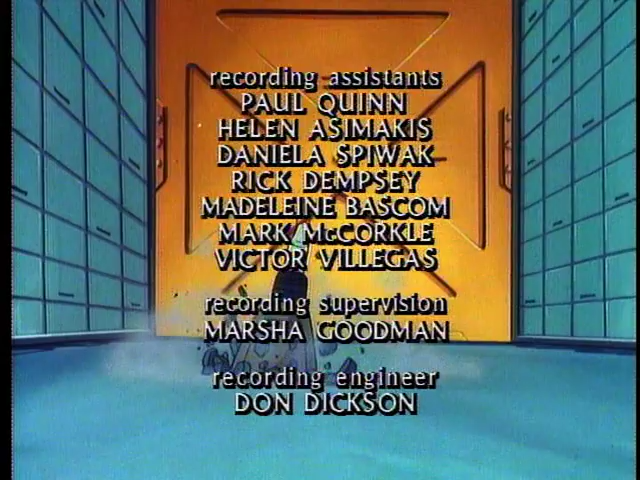 recording assistants
PAUL QUINN
HELEN ASIMAKIS
DANIELA SPIWAK
RICK DEMPSEY
MADELEINE BASCOM
MARK McCORKLE
VICTOR VILLEGAS
recording supervision
MARSHA GOODMAN
recording engineer
DON DICKSON